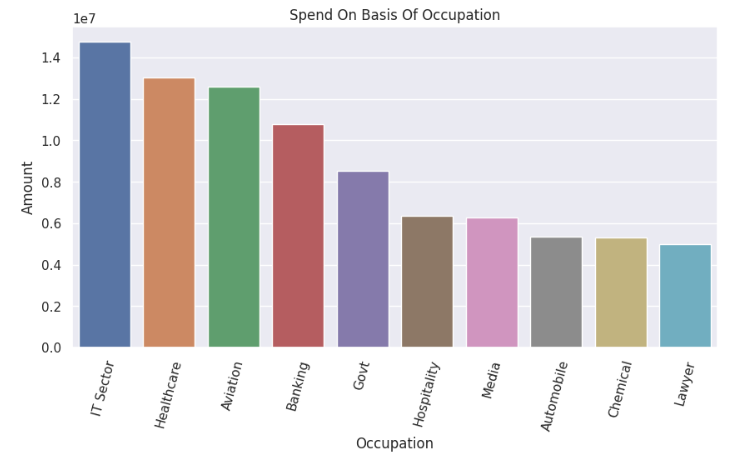 Spend On Basis Of Occupation
1e7
1.4
1.2
1.0
0.8
0.6
0.4
0.2
0.0
Amount
IT Sector
Healthcare
Aviation
Banking
Govt
Hospitality
Media
Automobile
Chemical
Lawyer
Occupation